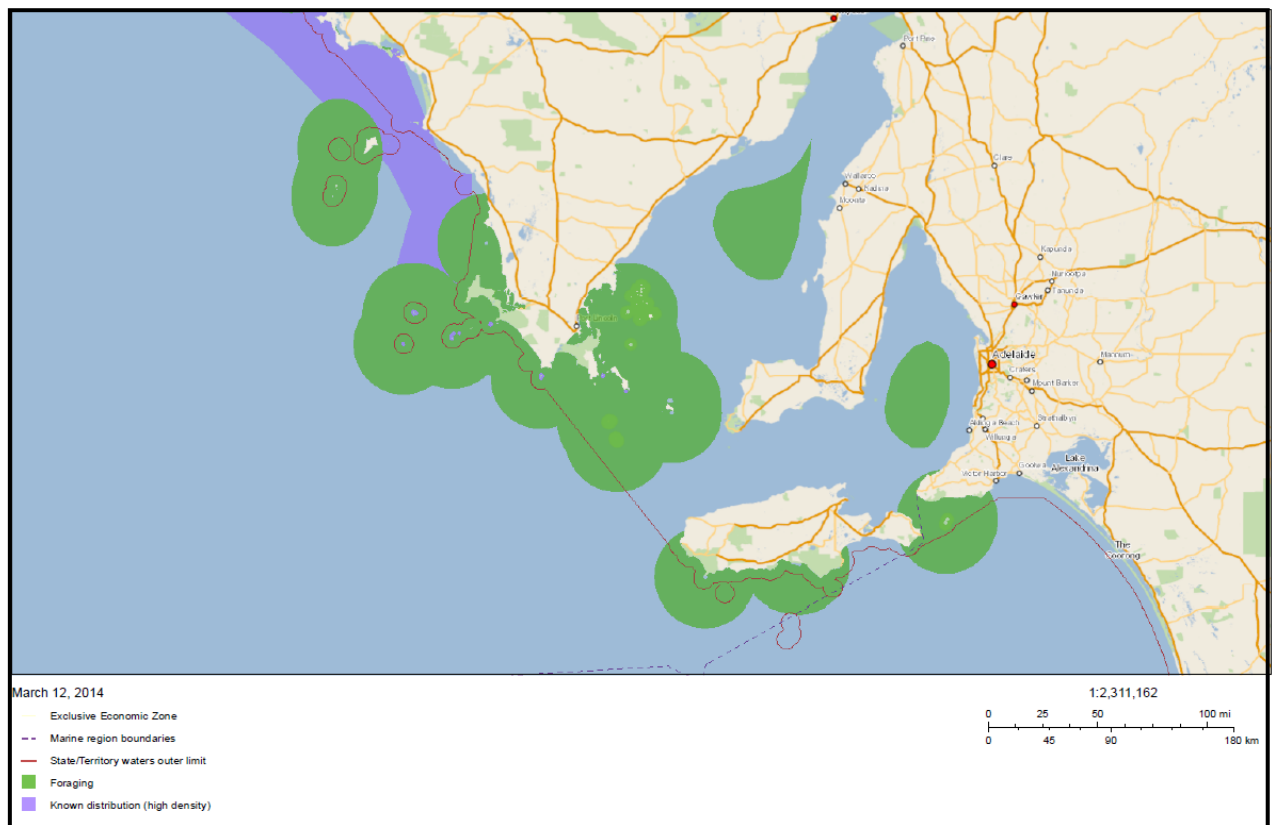 Port Pirie
Clare
Wallaroo
Kadina
Moonta
Kapunda
Nuriootpa
Tanunda
Gawler
Adelaide
Mannum
Crafers
Mount Barker
Strathalbyn
Aldinga Beach
Willunga
Lake
Alexandrina
Victor Harbor
Goolwa
The
Coorong
March 12, 2014
1:2,311,162
Exclusive Economic Zone
Marine region boundaries
State/Territory waters outer limit
Foraging
Known distribution (high density)
0 25 50 100 mi
0 45 90 180 km